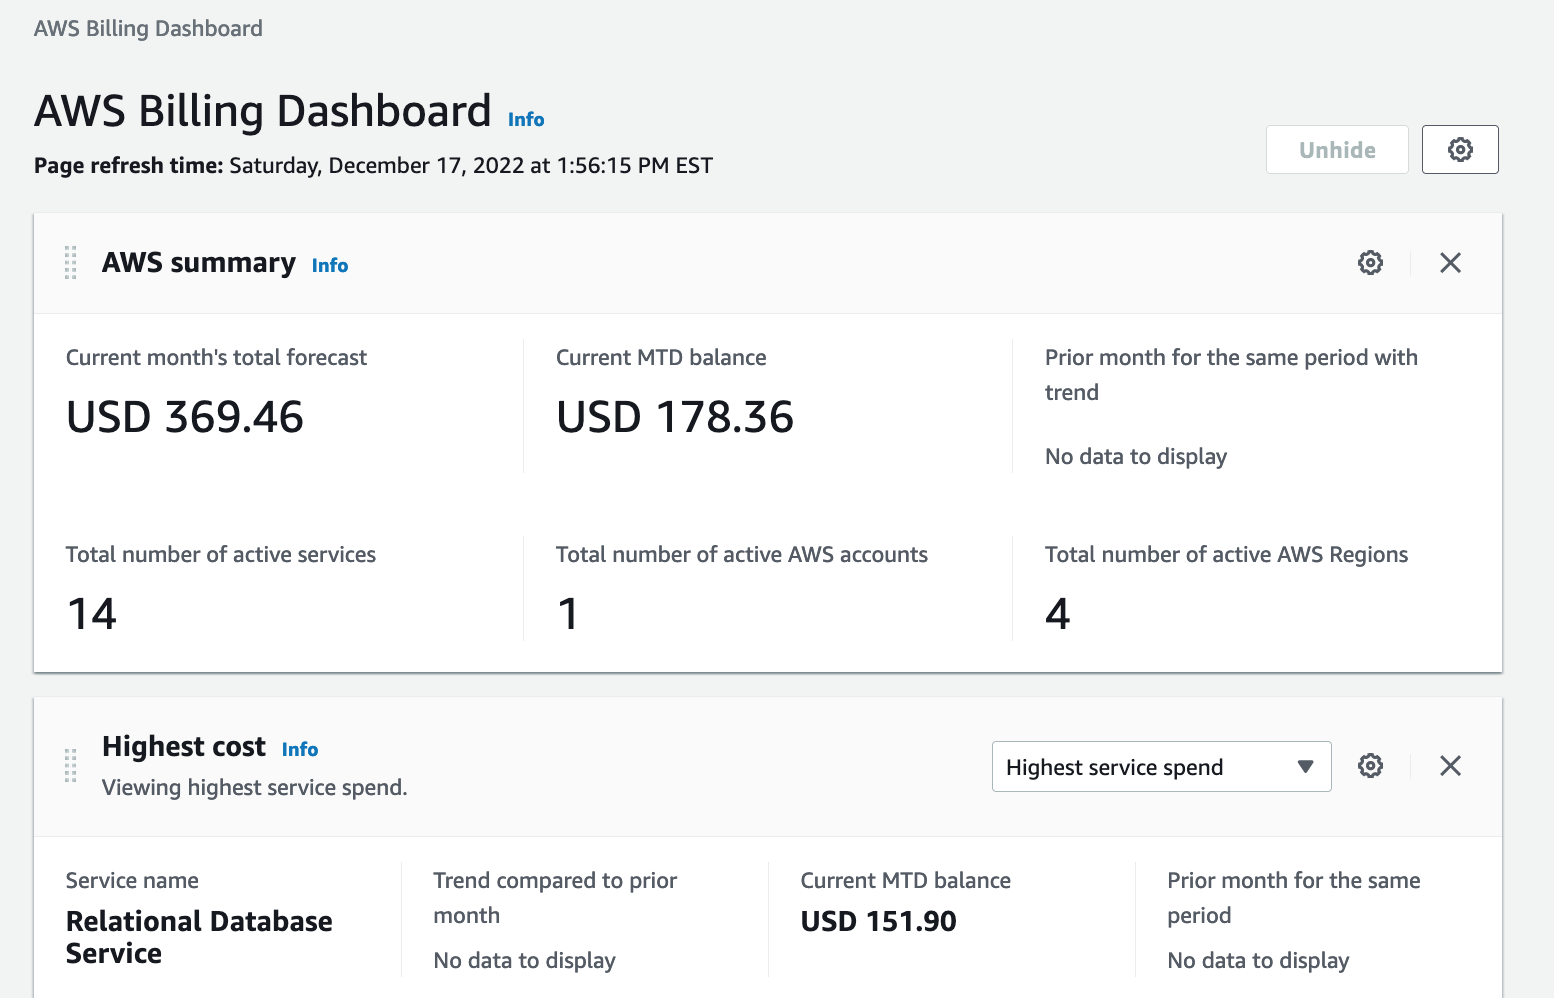 AWS Billing Dashboard
AWS Billing Dashboard Info
Page refresh time: Saturday, December 17, 2022 at 1:56:15 PM EST
Unhide
AWS summary Info
Current month's total forecast
USD 369.46
Current MTD balance
USD 178.36
Prior month for the same period with
trend
No data to display
Total number of active services
14
Total number of active AWS accounts
1
Total number of active AWS Regions
4
Highest cost Info
Viewing highest service spend.
Highest service spend
Service name
Relational Database
Service
Trend compared to prior
month
No data to display
Current MTD balance
USD 151.90
Prior month for the same
period
No data to display